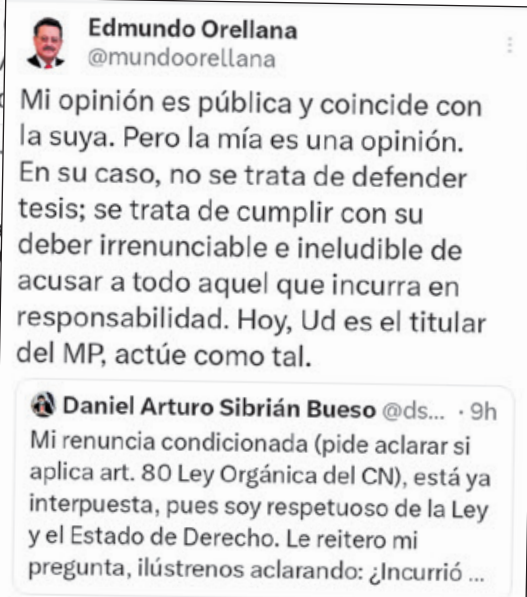 Edmundo Orellana
@mundoorellana
Mi opinión es pública y coincide con
la suya. Pero la mía es una opinión.
En su caso, no se trata de defender
tesis; se trata de cumplir con su
deber irrenunciable e ineludible de
acusar a todo aquel que incurra en
responsabilidad. Hoy, Ud es el titular
del MP, actúe como tal.
Daniel Arturo Sibrián Bueso @ds... · 9h
Mi renuncia condicionada (pide aclarar si
aplica art. 80 Ley Orgánica del CN), está ya
interpuesta, pues soy respetuoso de la Ley
y el Estado de Derecho. Le reitero mi
pregunta, ilústrenos aclarando: ¿Incurrió ...